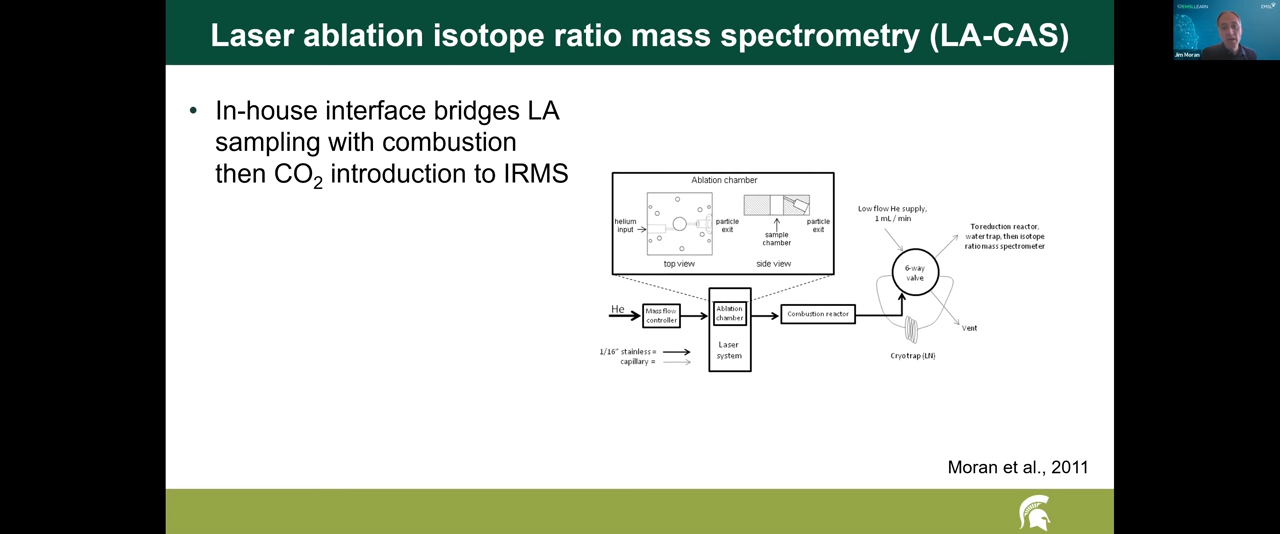 Laser ablation isotope ratio mass spectrometry (LA-CAS)
• In-house interface bridges LA
sampling with combustion
then CO₂ introduction to IRMS
Ablation chamber
helium
input
particle
exit
top view
sample
chamber
particle
exit
side view
Low flow He supply,
1 mL / min
To reduction reactor,
water trap, then isotope
ratio mass spectrometer
6-way
valve
He
Mass flow
controller
Ablation
chamber
Laser
system
Combustion reactor
Vent
Cryotrap (LN)
1/16" stainless =
capillary =
Moran et al., 2011
EMSL LEARN
EMSL
Jim Moran